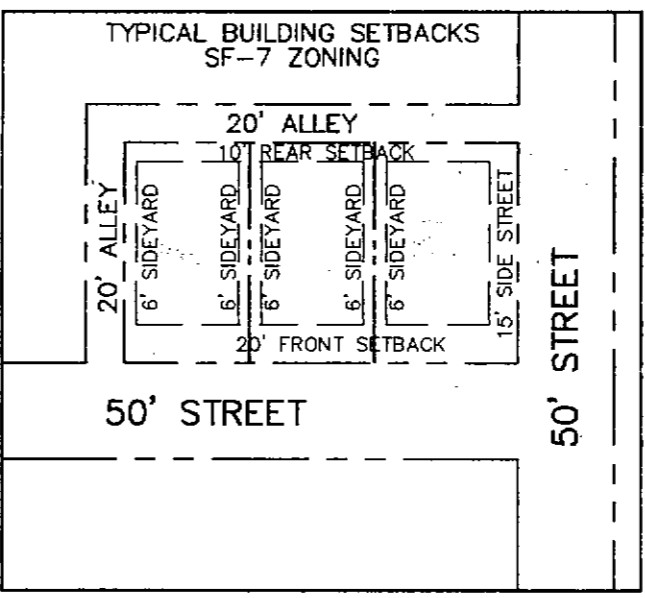 TYPICAL BUILDING SETBACKS
SF-7 ZONING
20' ALLEY
10' REAR SETBACK
20' ALLEY
6' SIDEYARD
6' SIDEYARD
6' SIDEYARD
6' SIDEYARD
6' SIDEYARD
15' SIDE STREET
20' FRONT SETBACK
50' STREET
50' STREET